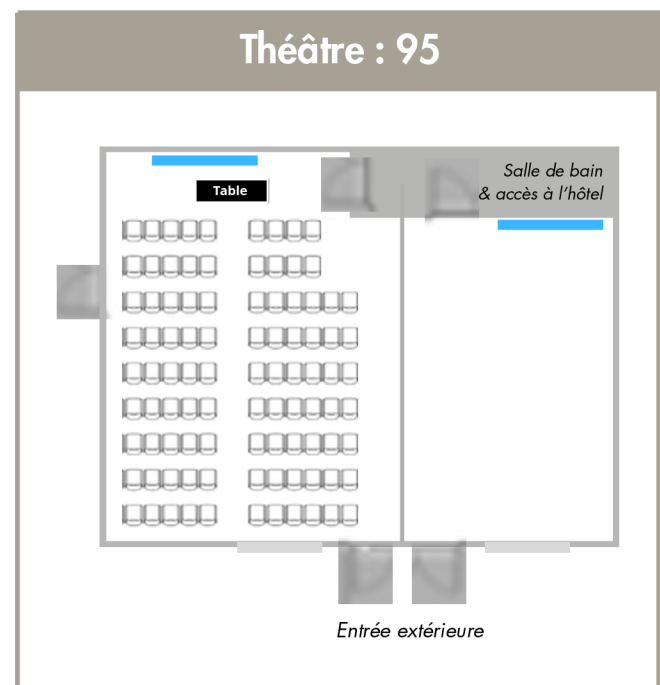 Théâtre : 95
Salle de bain
& accès à l'hôtel
Table
Entrée extérieure